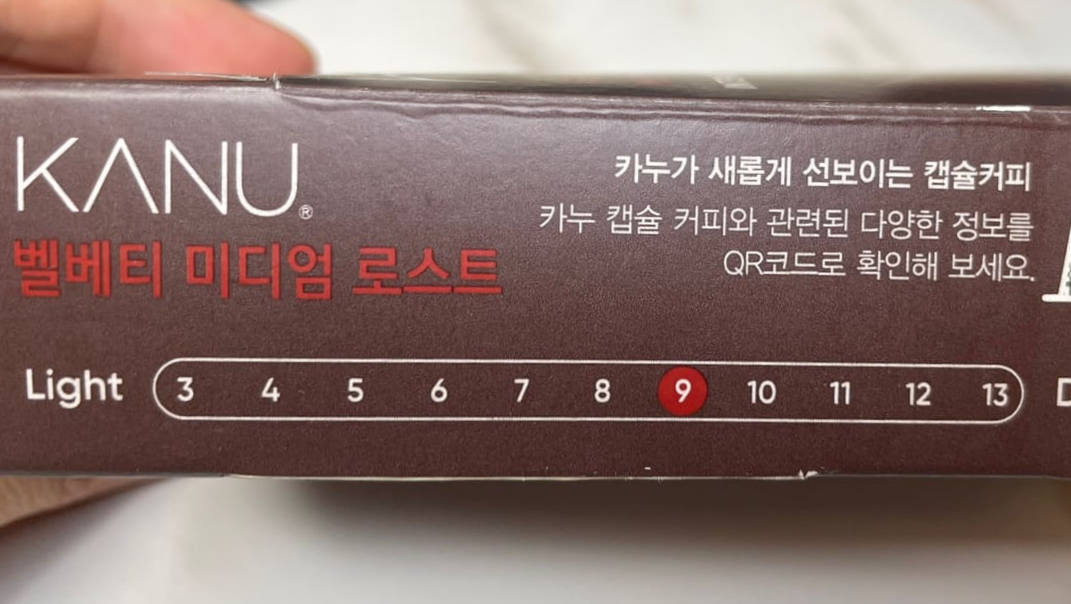 KANU®
벨베티 미디엄 로스트
카누가 새롭게 선보이는 캡슐커피
카누 캡슐 커피와 관련된 다양한 정보를
QR코드로 확인해 보세요.
Light 3 4 5 6 7 8 9 10 11 12 13